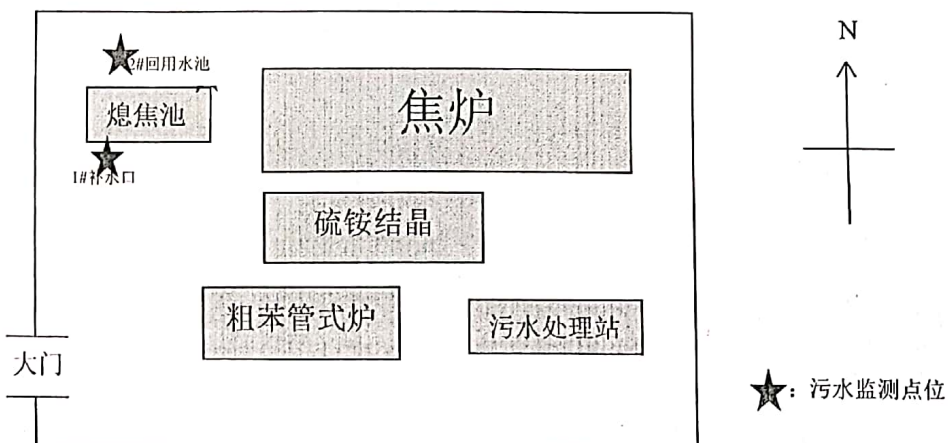 N
2#回用水池
熄焦池
焦炉
1#补水口
硫铵结晶
粗苯管式炉
污水处理站
大门
：污水监测点位